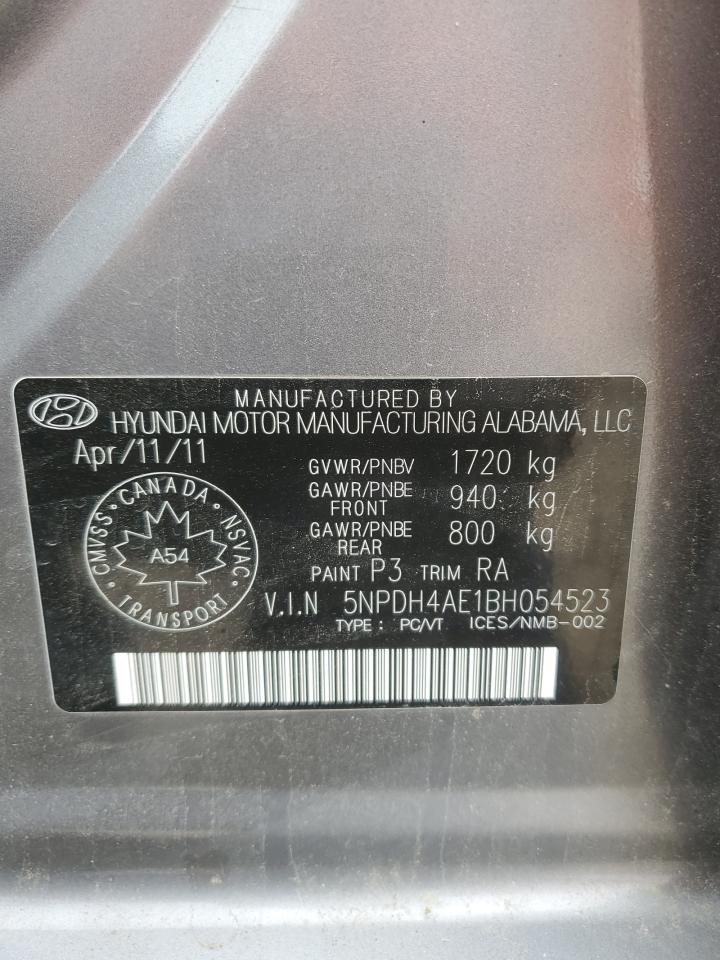 MANUFACTURED BY
HYUNDAI MOTOR MANUFACTURING ALABAMA, LLC
Apr/11/11
GVWR/PNBV 1720 kg
GAWR/PNBE FRONT 940 kg
GAWR/PNBE REAR 800 kg
PAINT P3 TRIM RA
CANADA
CMVSS · NSVAC
A54
TRANSPORT
V.I.N 5NPDH4AE1BH054523
TYPE : PC/VT ICES/NMB-002